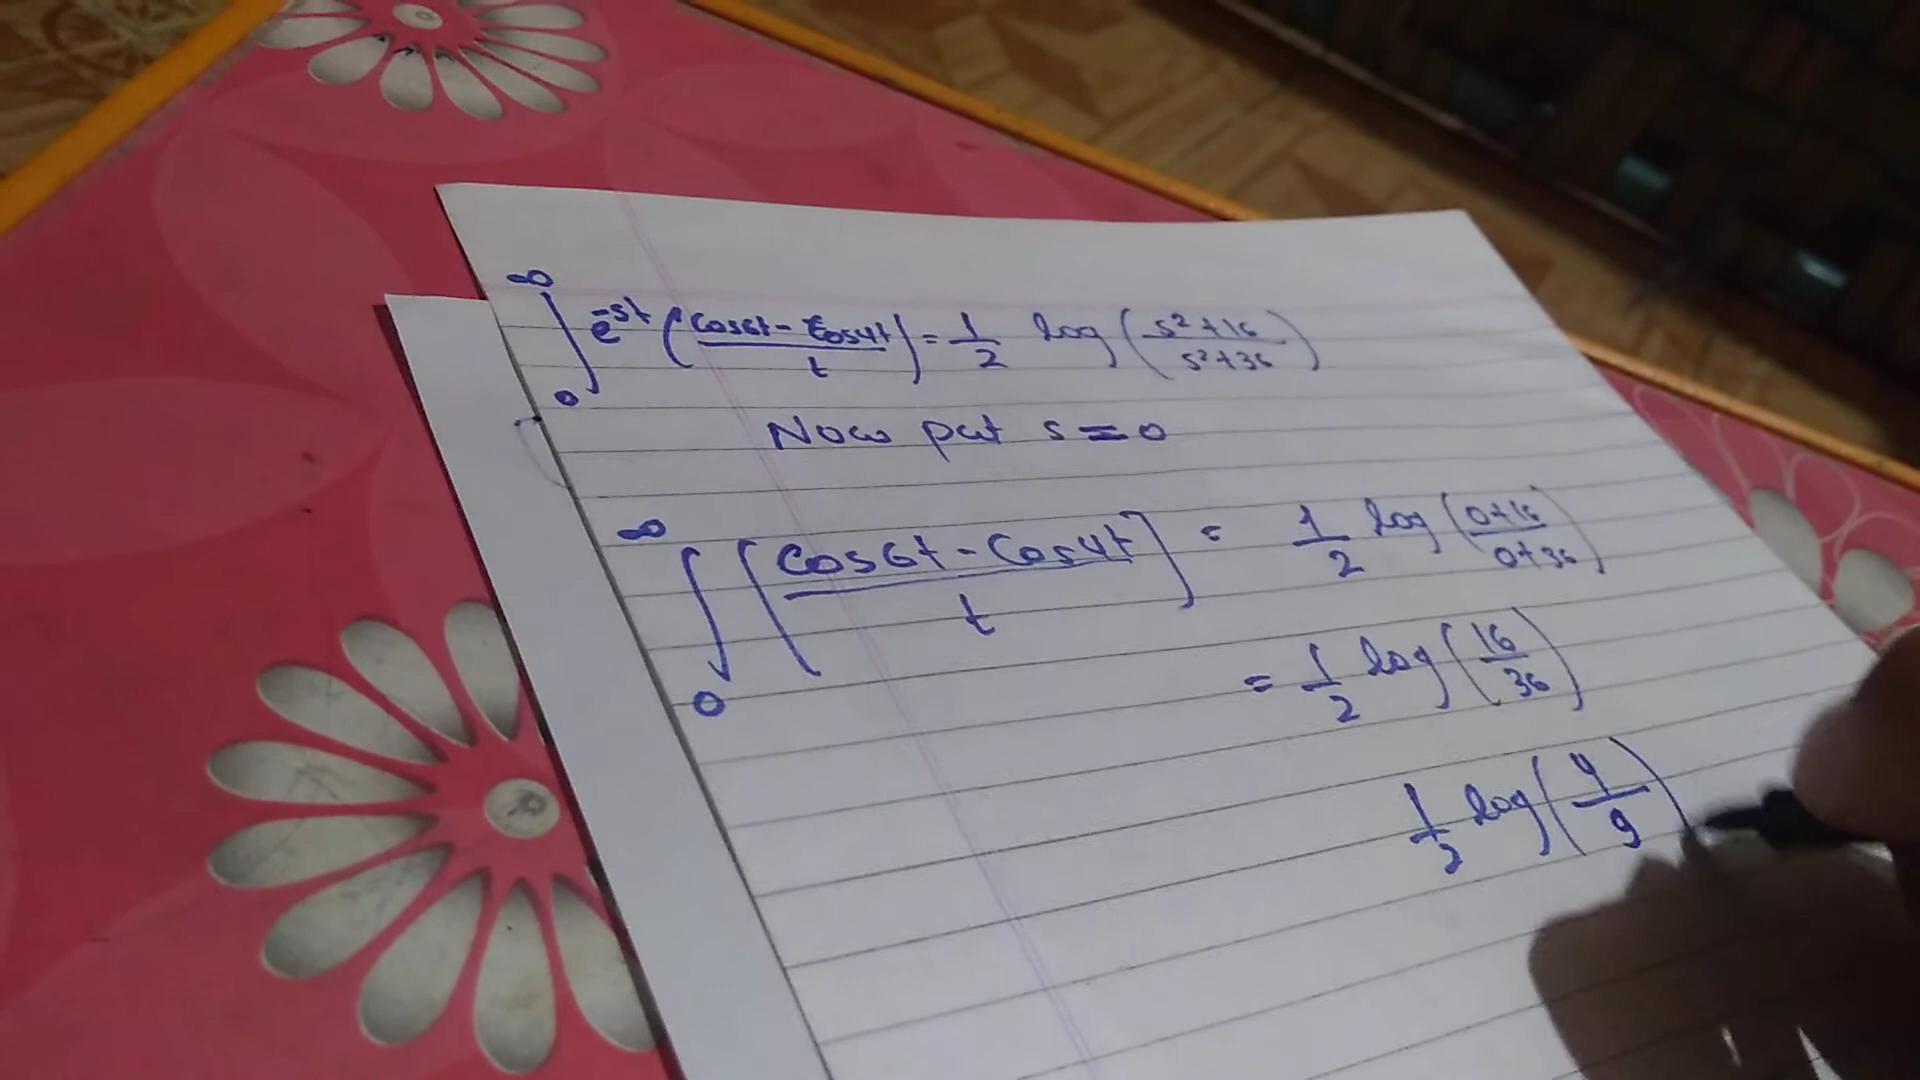 ∞∫0 e^-st (cos6t - cos4t / t) = 1/2 log (s²+16 / s²+36)
Now put s = 0
∞∫0 [cos6t - cos4t / t] = 1/2 log (0+16 / 0+36)
= 1/2 log (16/36)
1/2 log (4/9)